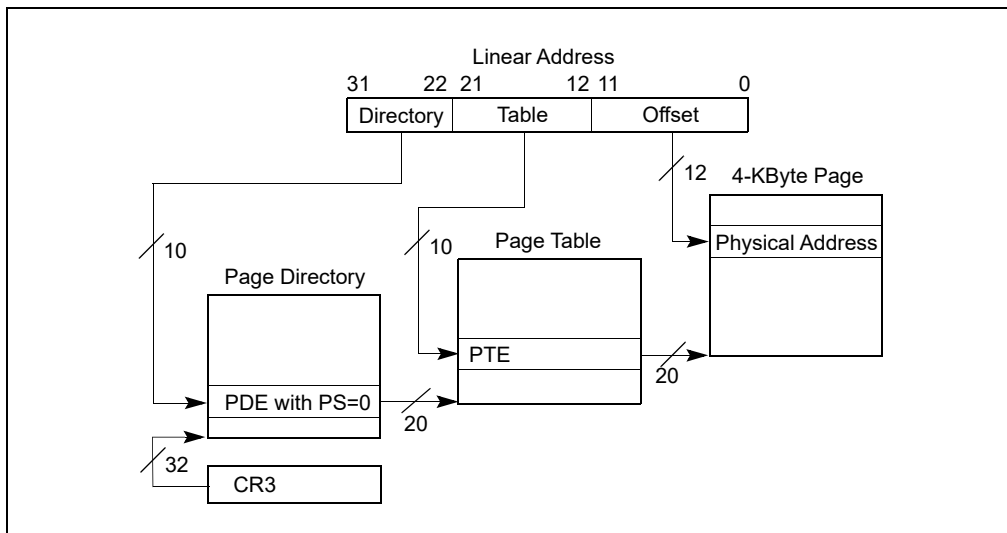 Linear Address
31 22 21 12 11 0
Directory Table Offset
12
4-KByte Page
Physical Address
10
10
Page Table
Page Directory
PTE
20
PDE with PS=0
20
32
CR3